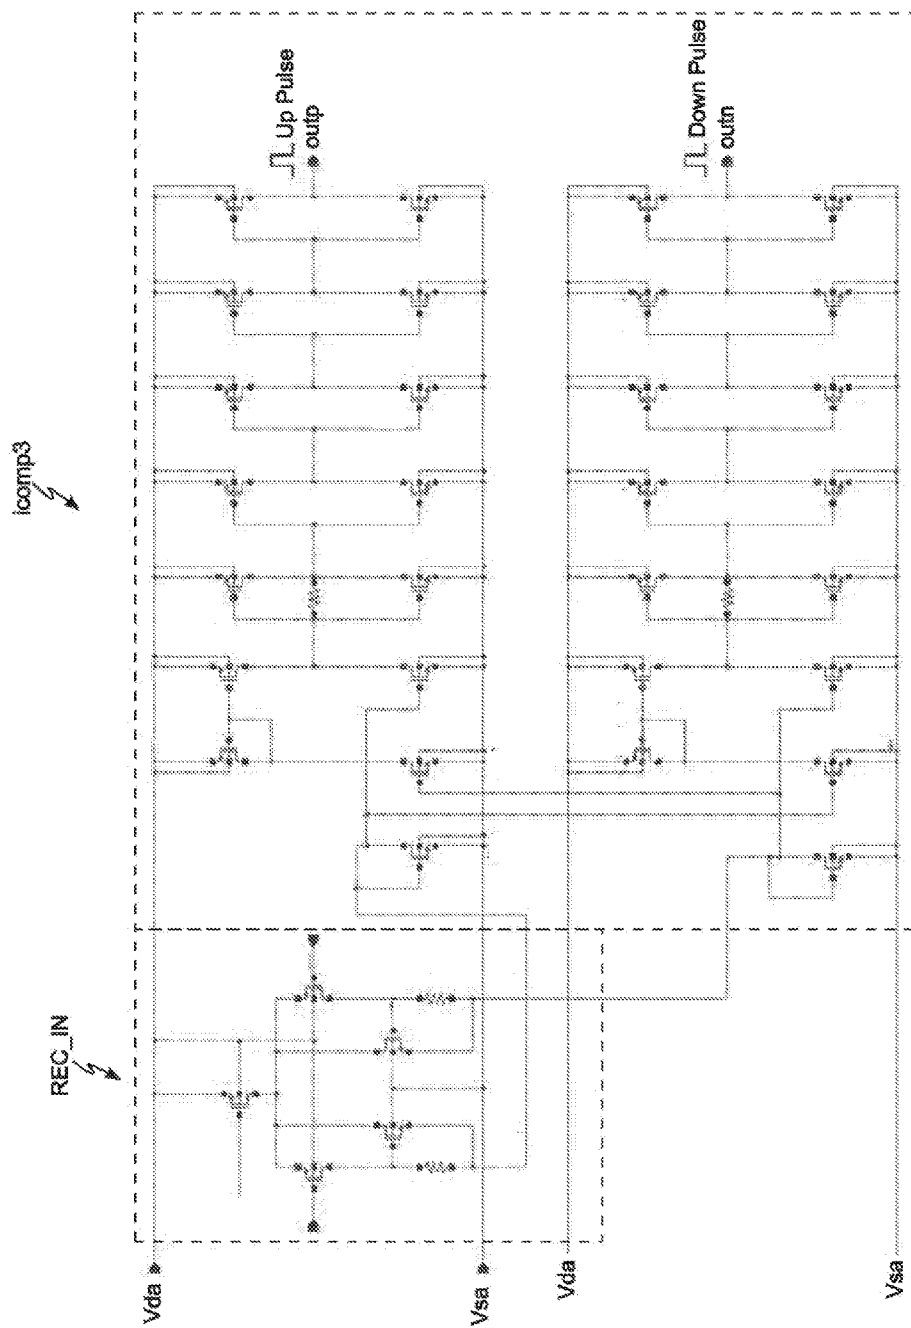 icomp3
REC_IN
Up Pulse
outp
Down Pulse
outn
Vda
Vsa
Vda
Vsa